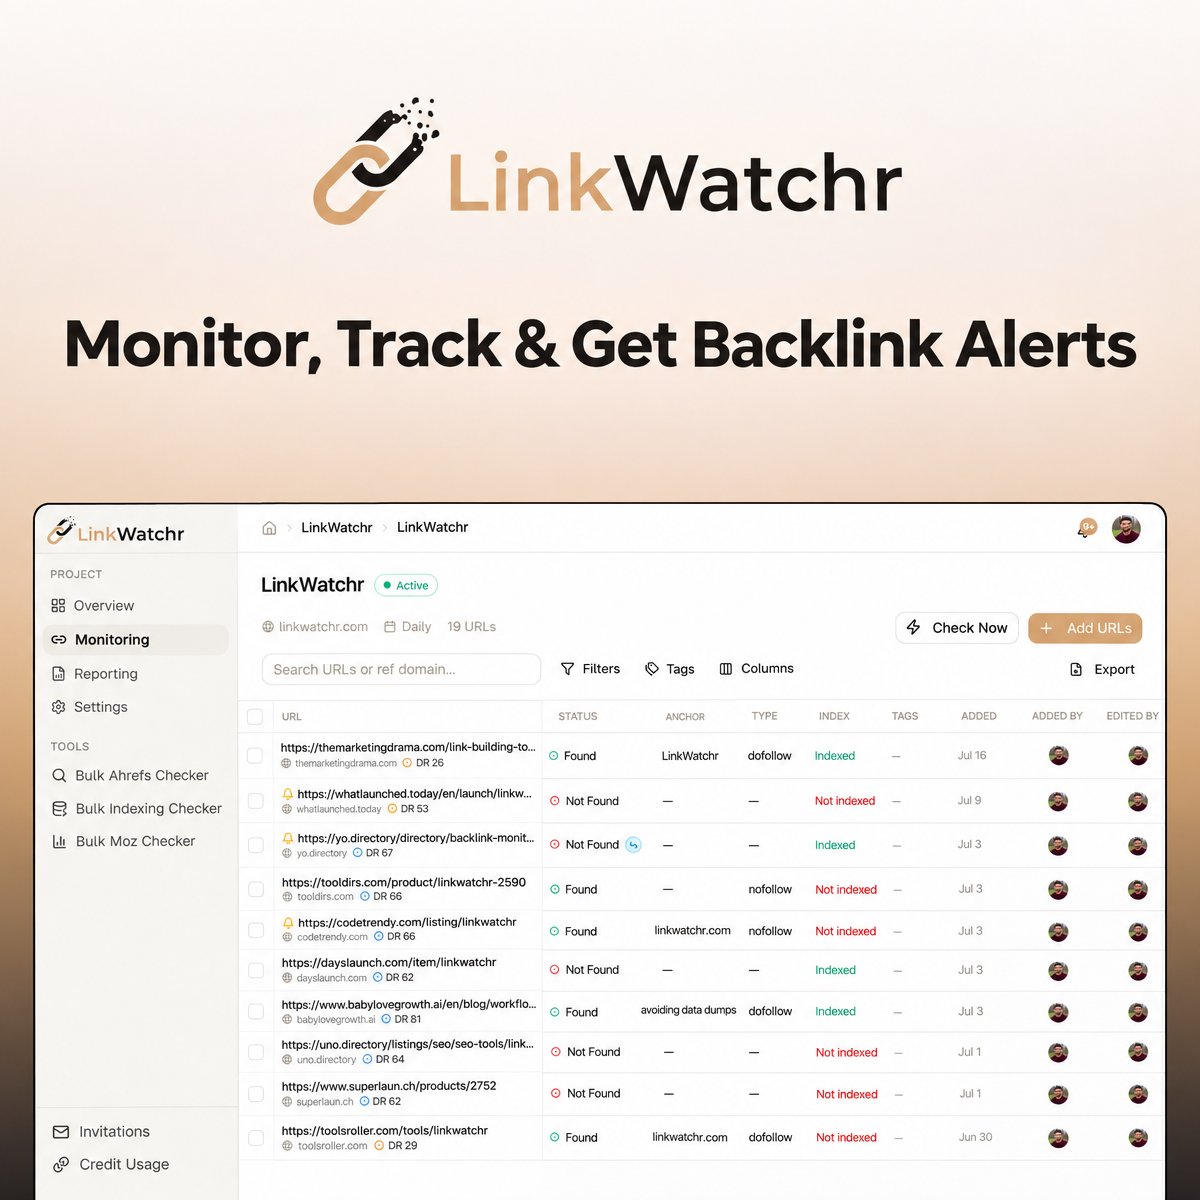 LinkWatchr
Monitor, Track & Get Backlink Alerts
LinkWatchr
LinkWatchr > LinkWatchr
9+
PROJECT
Overview
Monitoring
Reporting
Settings
TOOLS
Bulk Ahrefs Checker
Bulk Indexing Checker
Bulk Moz Checker
Invitations
Credit Usage
LinkWatchr Active
linkwatchr.com Daily 19 URLs
Check Now + Add URLs
Search URLs or ref domain...
Filters Tags Columns Export
URL STATUS ANCHOR TYPE INDEX TAGS ADDED ADDED BY EDITED BY
https://themarketingdrama.com/link-building-to... Found LinkWatchr dofollow Indexed — Jul 16
themarketingdrama.com DR 26
https://whatlaunched.today/en/launch/linkw... Not Found — — Not indexed — Jul 9
whatlaunched.today DR 53
https://yo.directory/directory/backlink-monit... Not Found — — Indexed — Jul 3
yo.directory DR 67
https://tooldirs.com/product/linkwatchr-2590 Found — nofollow Not indexed — Jul 3
tooldirs.com DR 66
https://codetrendy.com/listing/linkwatchr Found linkwatchr.com nofollow Not indexed — Jul 3
codetrendy.com DR 66
https://dayslaunch.com/item/linkwatchr Not Found — — Indexed — Jul 3
dayslaunch.com DR 62
https://www.babylovegrowth.ai/en/blog/workflo... Found avoiding data dumps dofollow Indexed — Jul 3
babylovegrowth.ai DR 81
https://uno.directory/listings/seo/seo-tools/link... Not Found — — Not indexed — Jul 1
uno.directory DR 64
https://www.superlaun.ch/products/2752 Not Found — — Not indexed — Jul 1
superlaun.ch DR 62
https://toolsroller.com/tools/linkwatchr Found linkwatchr.com dofollow Not indexed — Jun 30
toolsroller.com DR 29